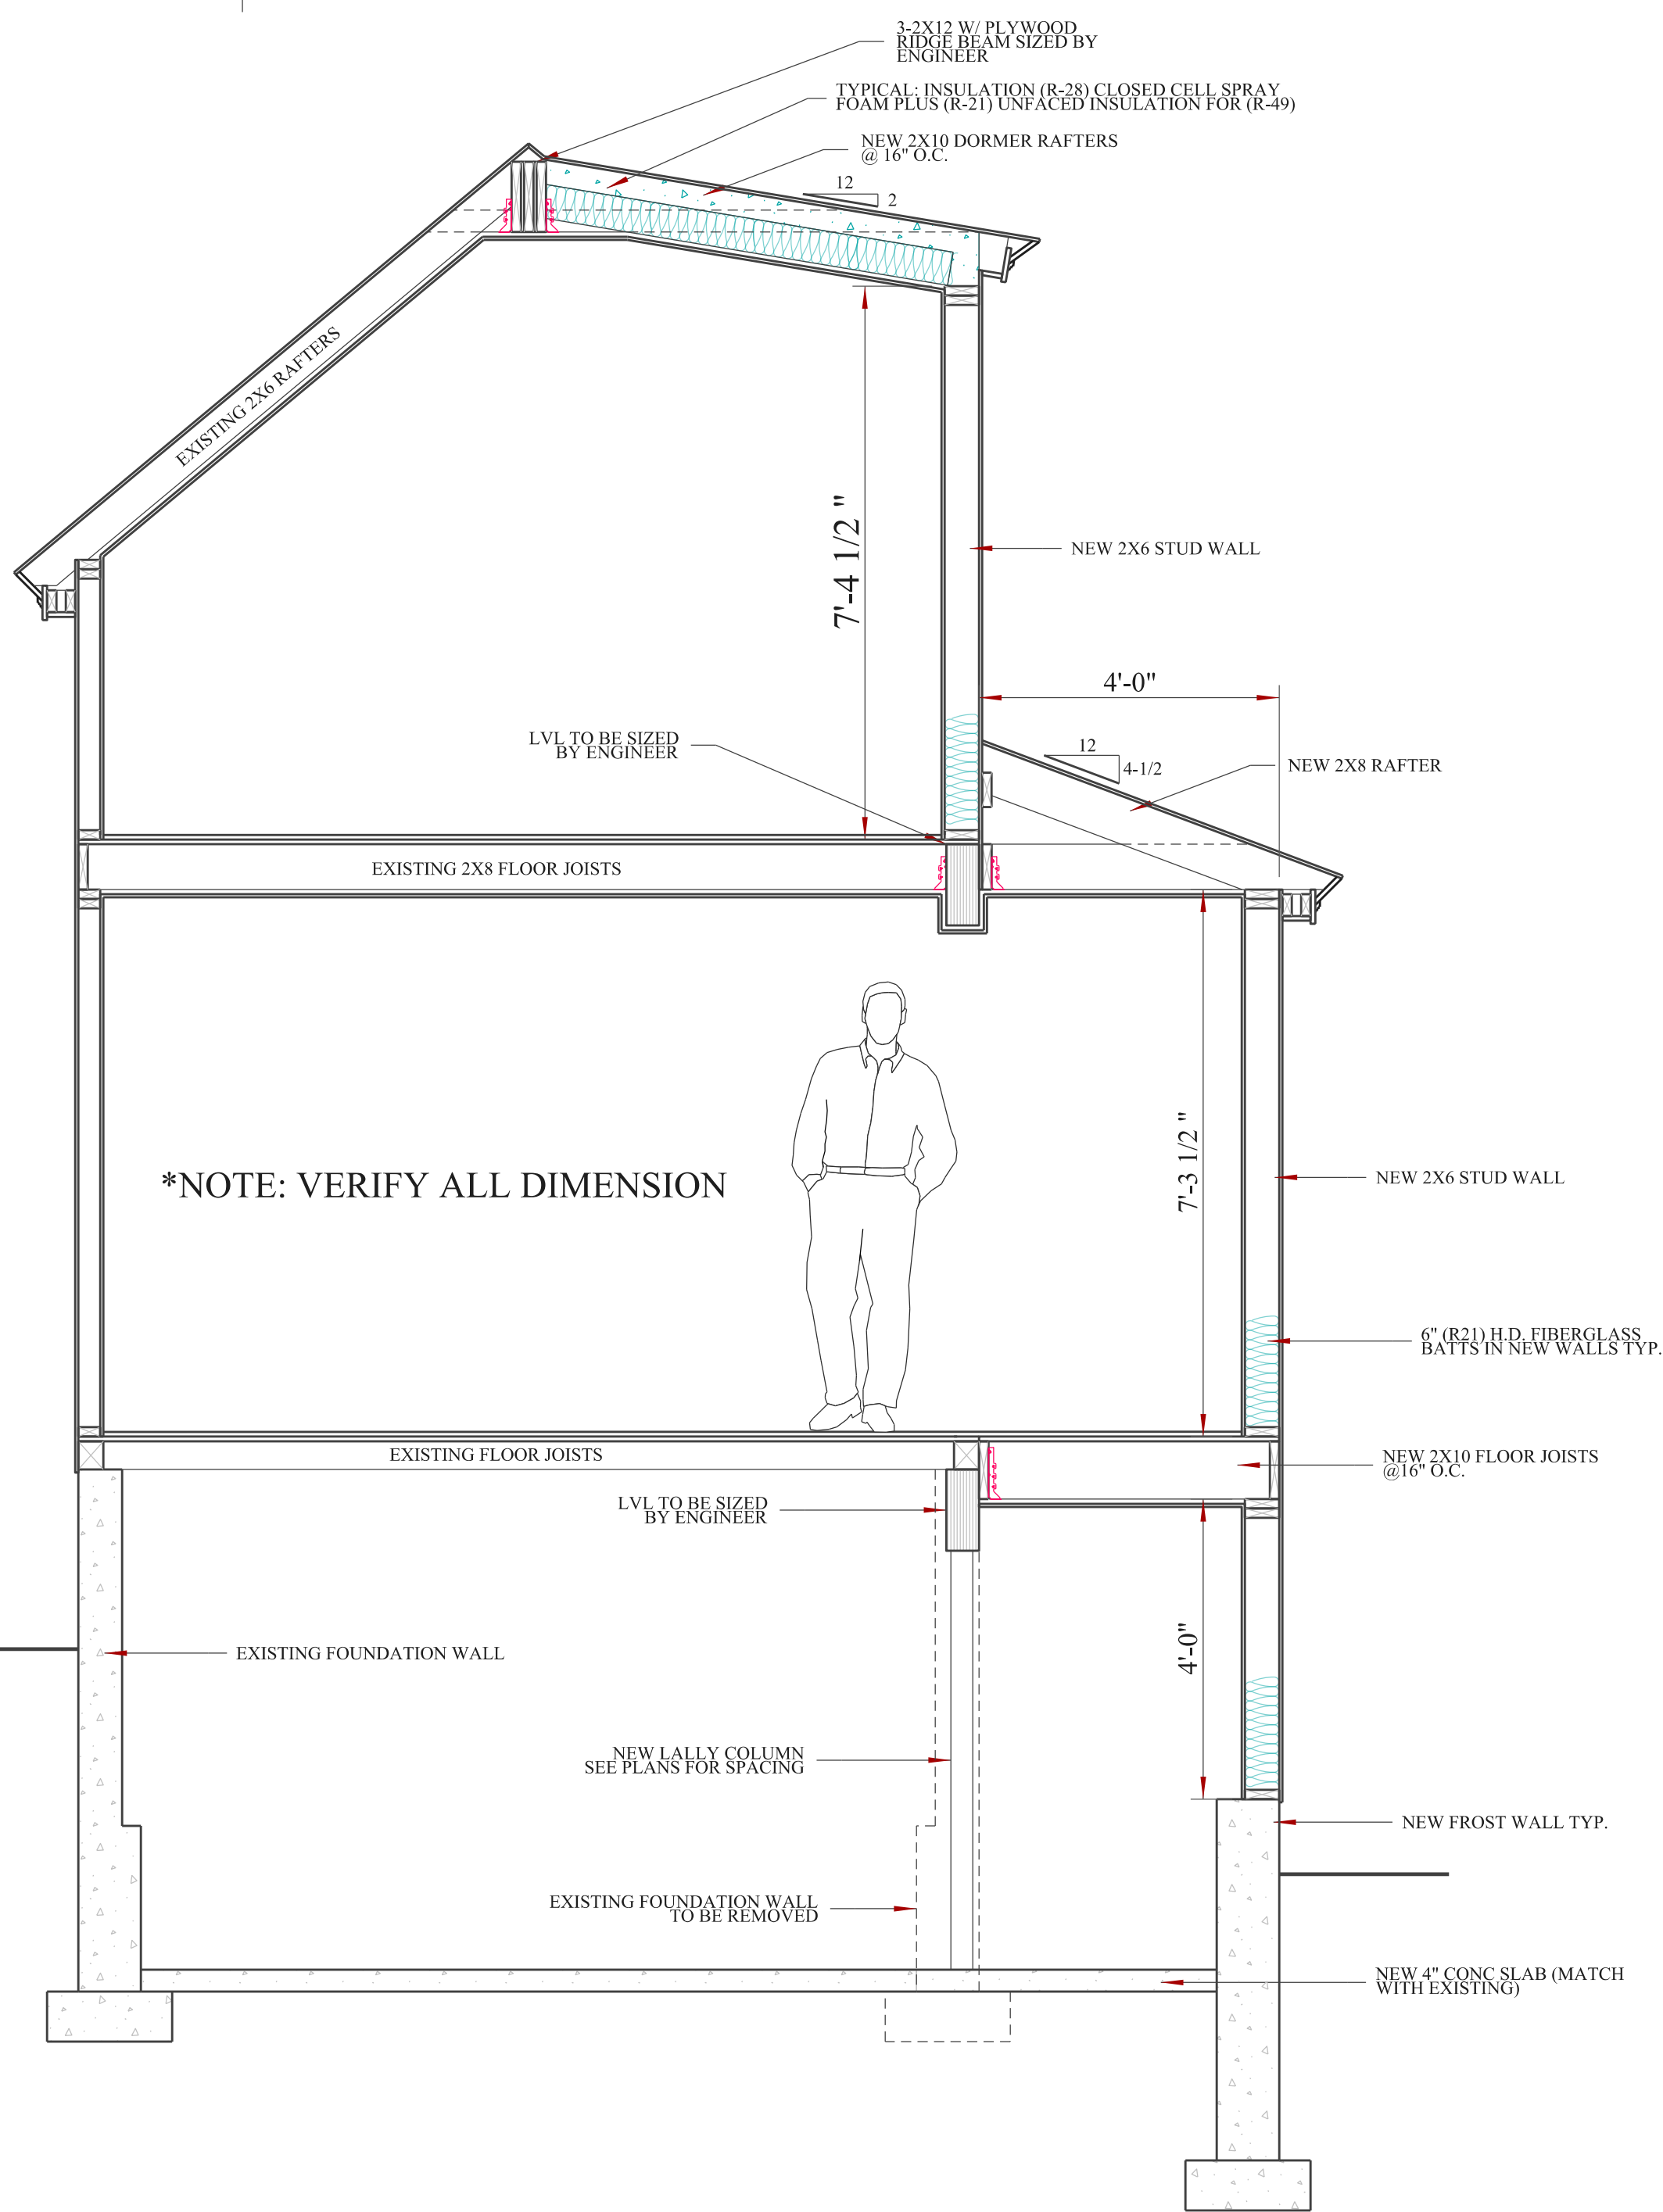 3-2X12 W/ PLYWOOD
RIDGE BEAM SIZED BY
ENGINEER
TYPICAL: INSULATION (R-28) CLOSED CELL SPRAY
FOAM PLUS (R-21) UNFACED INSULATION FOR (R-49)
NEW 2X10 DORMER RAFTERS
@ 16" O.C.
12
2
EXISTING 2X6 RAFTERS
7'-4 1/2 "
NEW 2X6 STUD WALL
4'-0"
LVL TO BE SIZED
BY ENGINEER
12
4-1/2
NEW 2X8 RAFTER
EXISTING 2X8 FLOOR JOISTS
*NOTE: VERIFY ALL DIMENSION
7'-3 1/2 "
NEW 2X6 STUD WALL
6" (R21) H.D. FIBERGLASS
BATTS IN NEW WALLS TYP.
EXISTING FLOOR JOISTS
NEW 2X10 FLOOR JOISTS
@16" O.C.
LVL TO BE SIZED
BY ENGINEER
4'-0"
EXISTING FOUNDATION WALL
NEW LALLY COLUMN
SEE PLANS FOR SPACING
NEW FROST WALL TYP.
EXISTING FOUNDATION WALL
TO BE REMOVED
NEW 4" CONC SLAB (MATCH
WITH EXISTING)